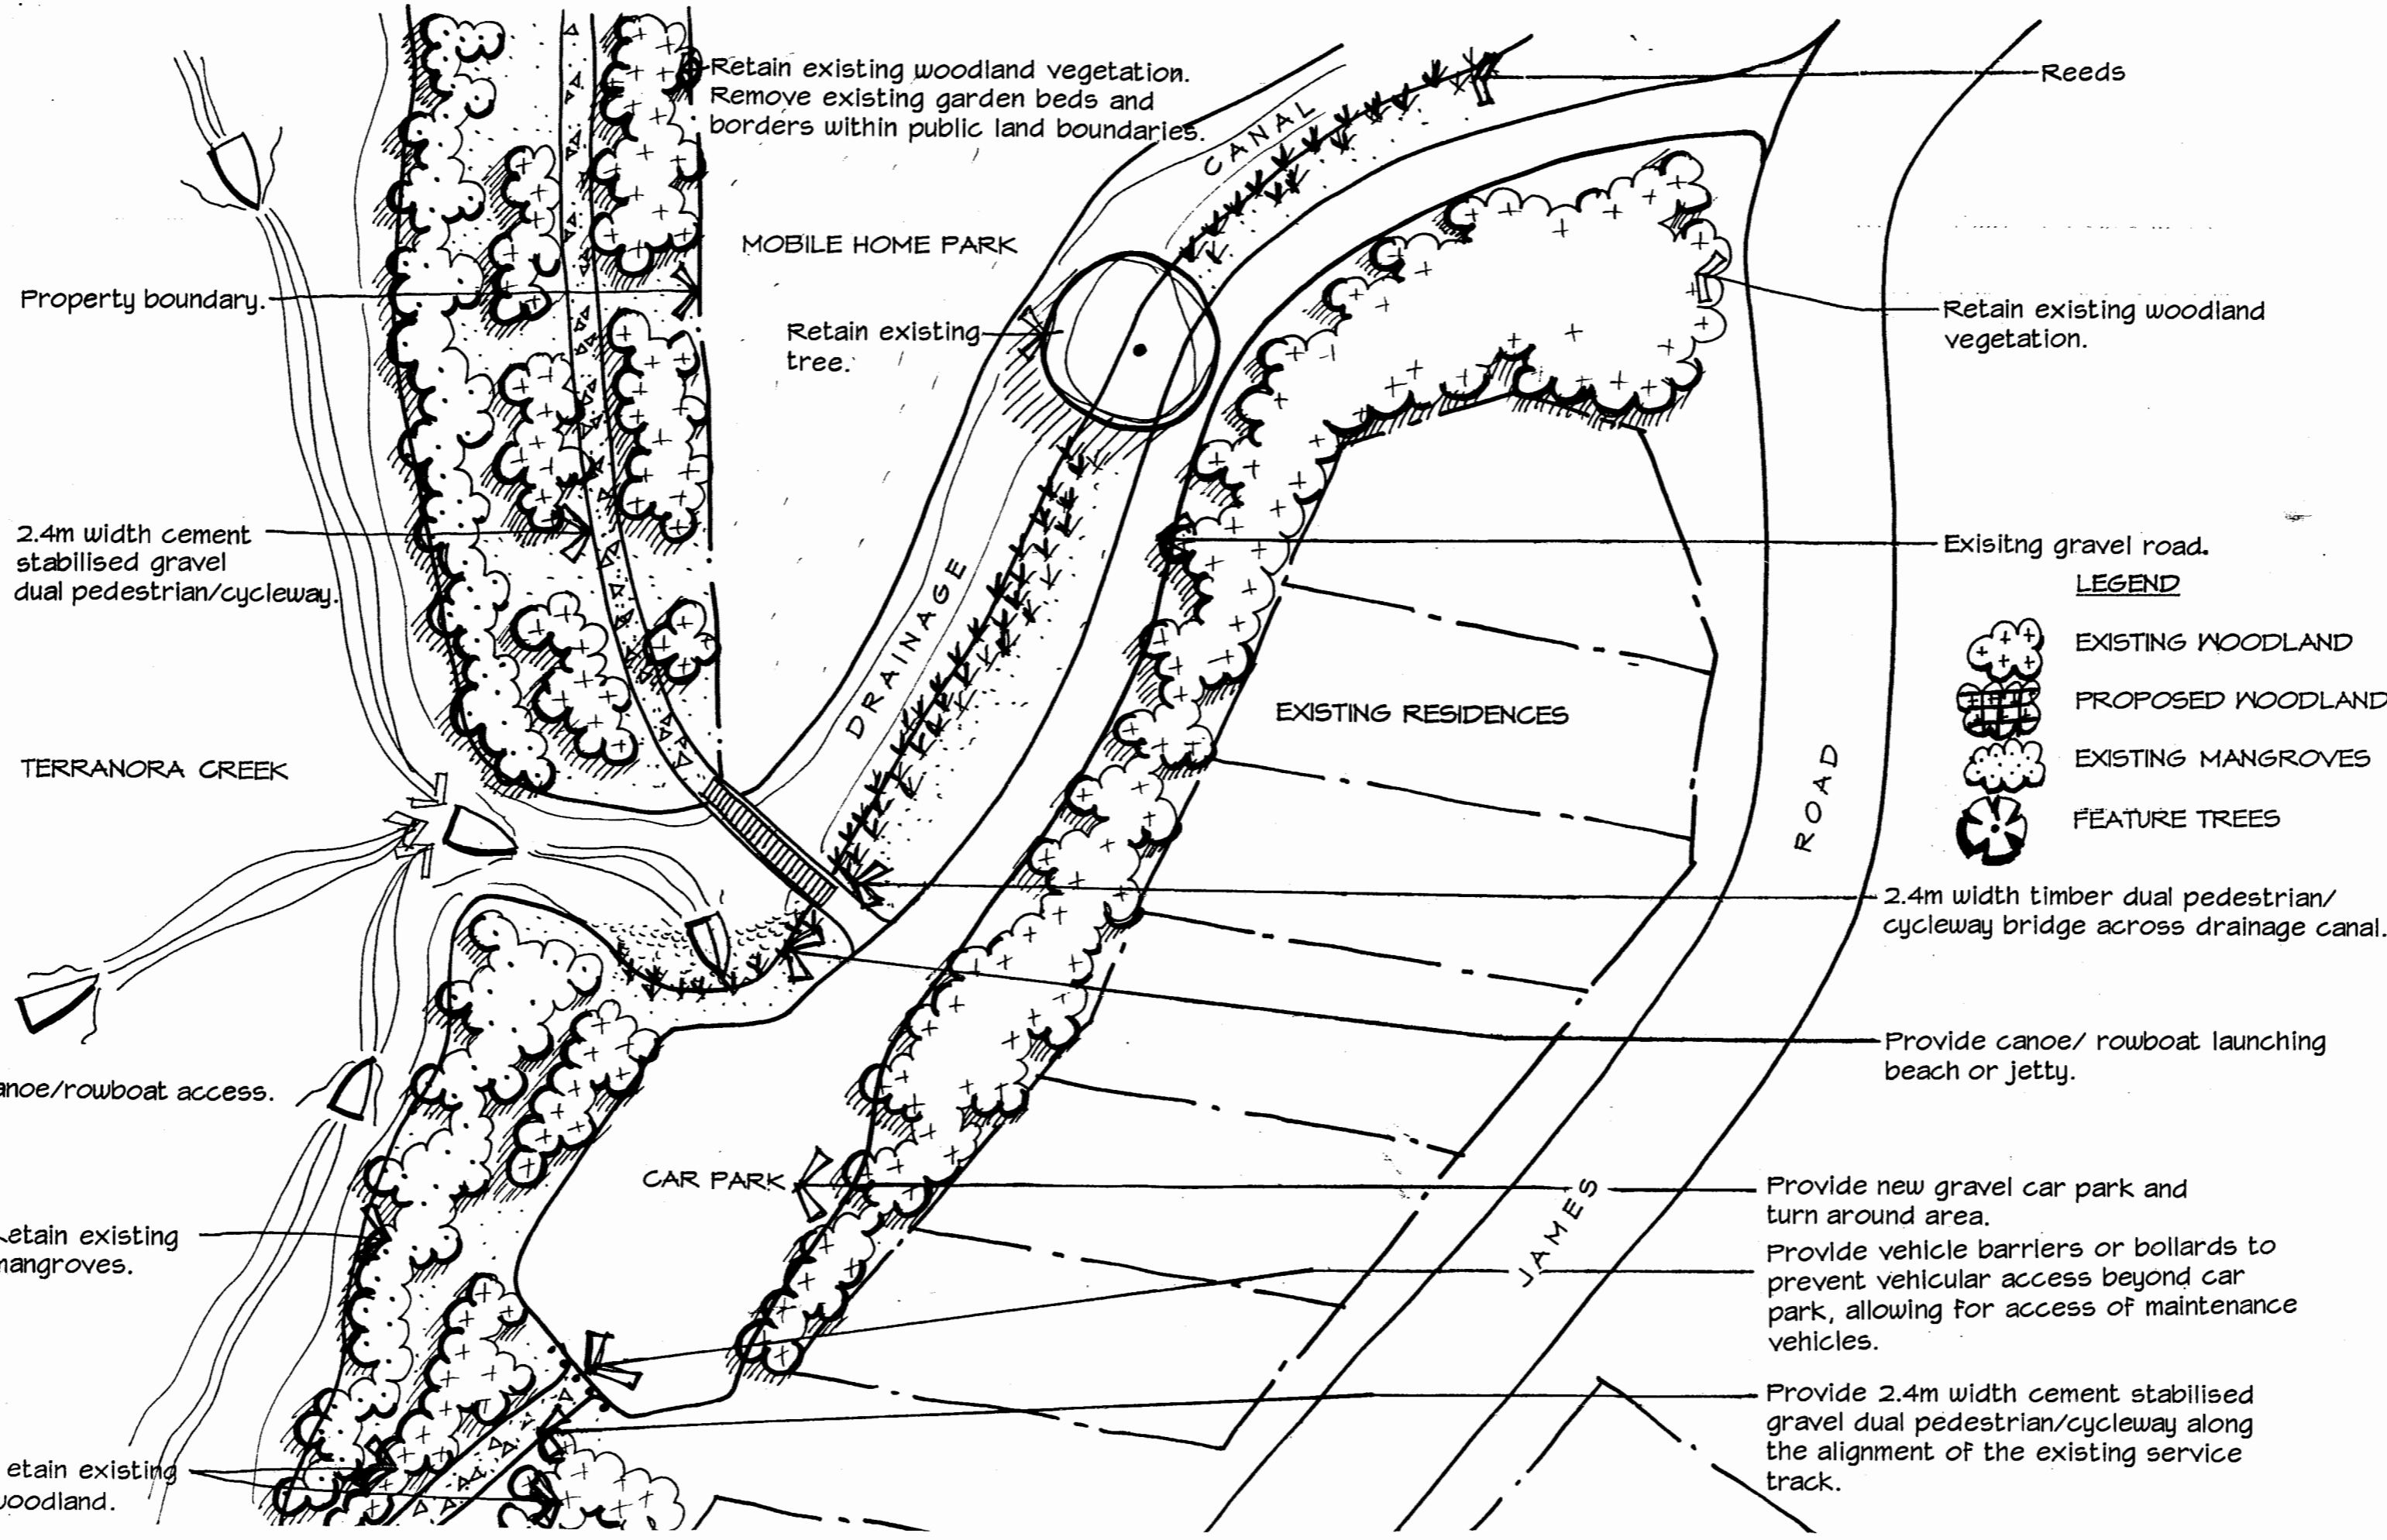 Retain existing woodland vegetation.
Remove existing garden beds and
borders within public land boundaries.
CANAL
Reeds
MOBILE HOME PARK
Property boundary.
Retain existing
tree.
Retain existing woodland
vegetation.
2.4m width cement
stabilised gravel
dual pedestrian/cycleway.
Exisitng gravel road.
LEGEND
EXISTING WOODLAND
PROPOSED WOODLAND
EXISTING MANGROVES
FEATURE TREES
DRAINAGE
EXISTING RESIDENCES
TERRANORA CREEK
ROAD
2.4m width timber dual pedestrian/
cycleway bridge across drainage canal.
Provide canoe/ rowboat launching
beach or jetty.
anoe/rowboat access.
CAR PARK
JAMES
Provide new gravel car park and
turn around area.
Provide vehicle barriers or bollards to
prevent vehicular access beyond car
park, allowing for access of maintenance
vehicles.
etain existing
mangroves.
Provide 2.4m width cement stabilised
gravel dual pedestrian/cycleway along
the alignment of the existing service
track.
etain existing
woodland.